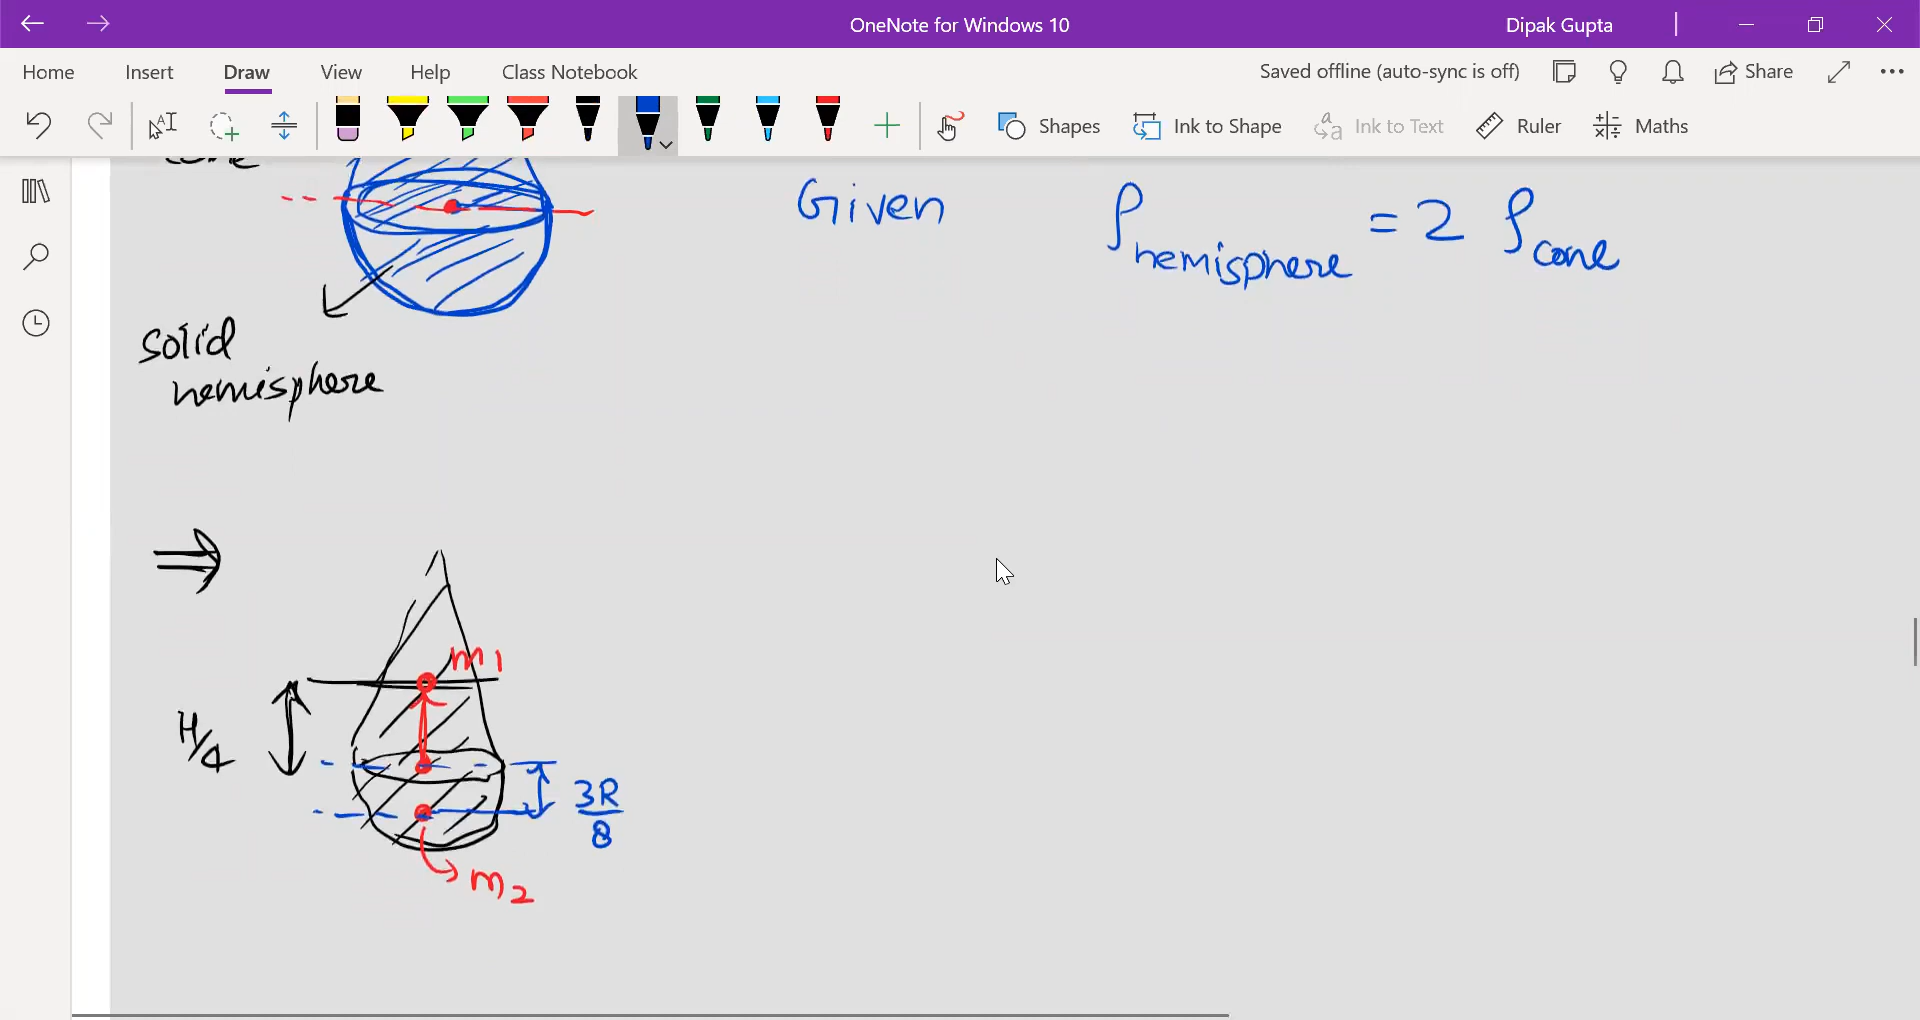 OneNote for Windows 10
Dipak Gupta
Home Insert Draw View Help Class Notebook
Saved offline (auto-sync is off)
Share
Shapes
Ink to Shape
Ink to Text
Ruler
Maths
cone
Given ρhemisphere = 2 ρcone
solid
hemisphere
⇒
m1
H/4
3R/8
m2